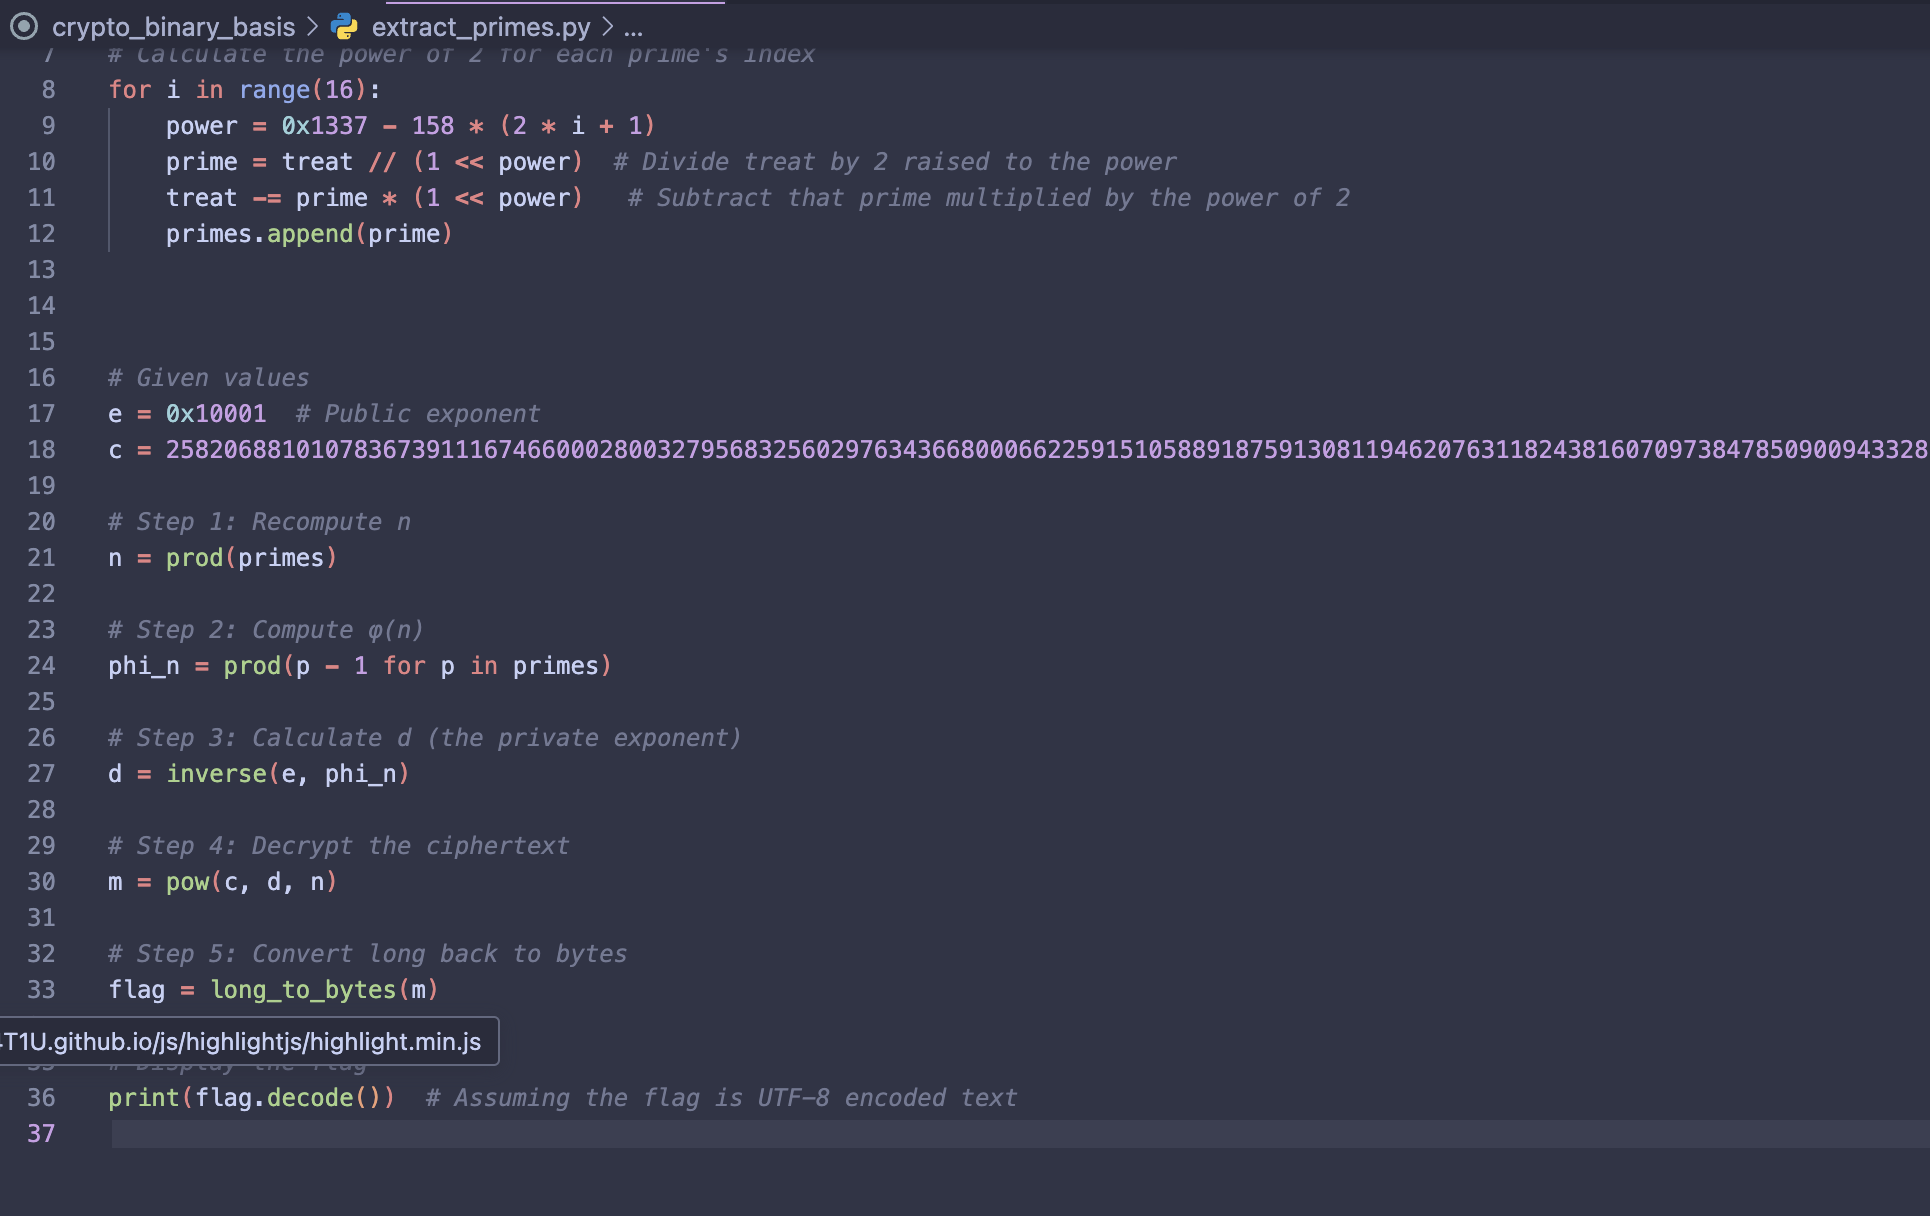 crypto_binary_basis > extract_primes.py > ...
7 # Calculate the power of 2 for each prime's index
8 for i in range(16):
9 power = 0x1337 - 158 * (2 * i + 1)
10 prime = treat // (1 << power) # Divide treat by 2 raised to the power
11 treat -= prime * (1 << power) # Subtract that prime multiplied by the power of 2
12 primes.append(prime)
13
14
15
16 # Given values
17 e = 0x10001 # Public exponent
18 c = 25820688101078367391116746600028003279568325602976343668000662259151058891875913081194620763118243816070973847850900943328
19
20 # Step 1: Recompute n
21 n = prod(primes)
22
23 # Step 2: Compute φ(n)
24 phi_n = prod(p - 1 for p in primes)
25
26 # Step 3: Calculate d (the private exponent)
27 d = inverse(e, phi_n)
28
29 # Step 4: Decrypt the ciphertext
30 m = pow(c, d, n)
31
32 # Step 5: Convert long back to bytes
33 flag = long_to_bytes(m)
T1U.github.io/js/highlightjs/highlight.min.js
35 # Display the flag
36 print(flag.decode()) # Assuming the flag is UTF-8 encoded text
37